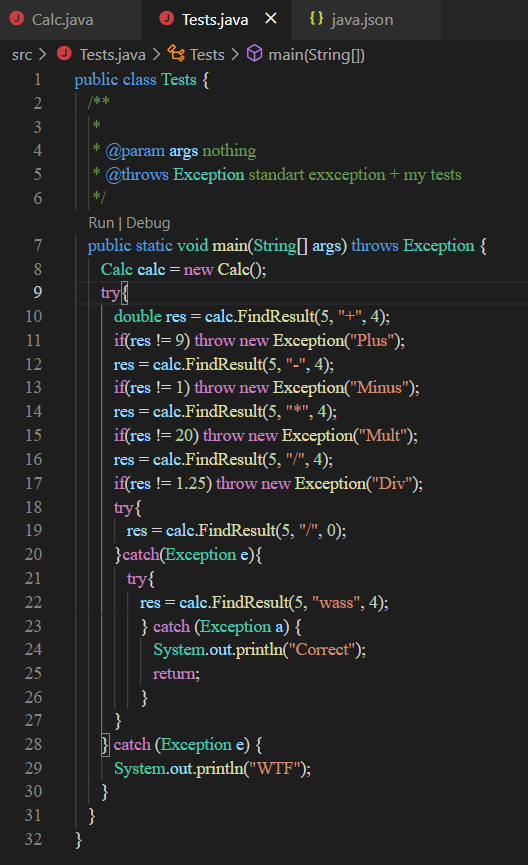 Calc.java Tests.java × {} java.json
src > Tests.java > Tests > main(String[])
1 public class Tests {
2 /**
3 *
4 * @param args nothing
5 * @throws Exception standart exxception + my tests
6 */
Run | Debug
7 public static void main(String[] args) throws Exception {
8 Calc calc = new Calc();
9 try{
10 double res = calc.FindResult(5, "+", 4);
11 if(res != 9) throw new Exception("Plus");
12 res = calc.FindResult(5, "-", 4);
13 if(res != 1) throw new Exception("Minus");
14 res = calc.FindResult(5, "*", 4);
15 if(res != 20) throw new Exception("Mult");
16 res = calc.FindResult(5, "/", 4);
17 if(res != 1.25) throw new Exception("Div");
18 try{
19 res = calc.FindResult(5, "/", 0);
20 }catch(Exception e){
21 try{
22 res = calc.FindResult(5, "wass", 4);
23 } catch (Exception a) {
24 System.out.println("Correct");
25 return;
26 }
27 }
28 } catch (Exception e) {
29 System.out.println("WTF");
30 }
31 }
32 }